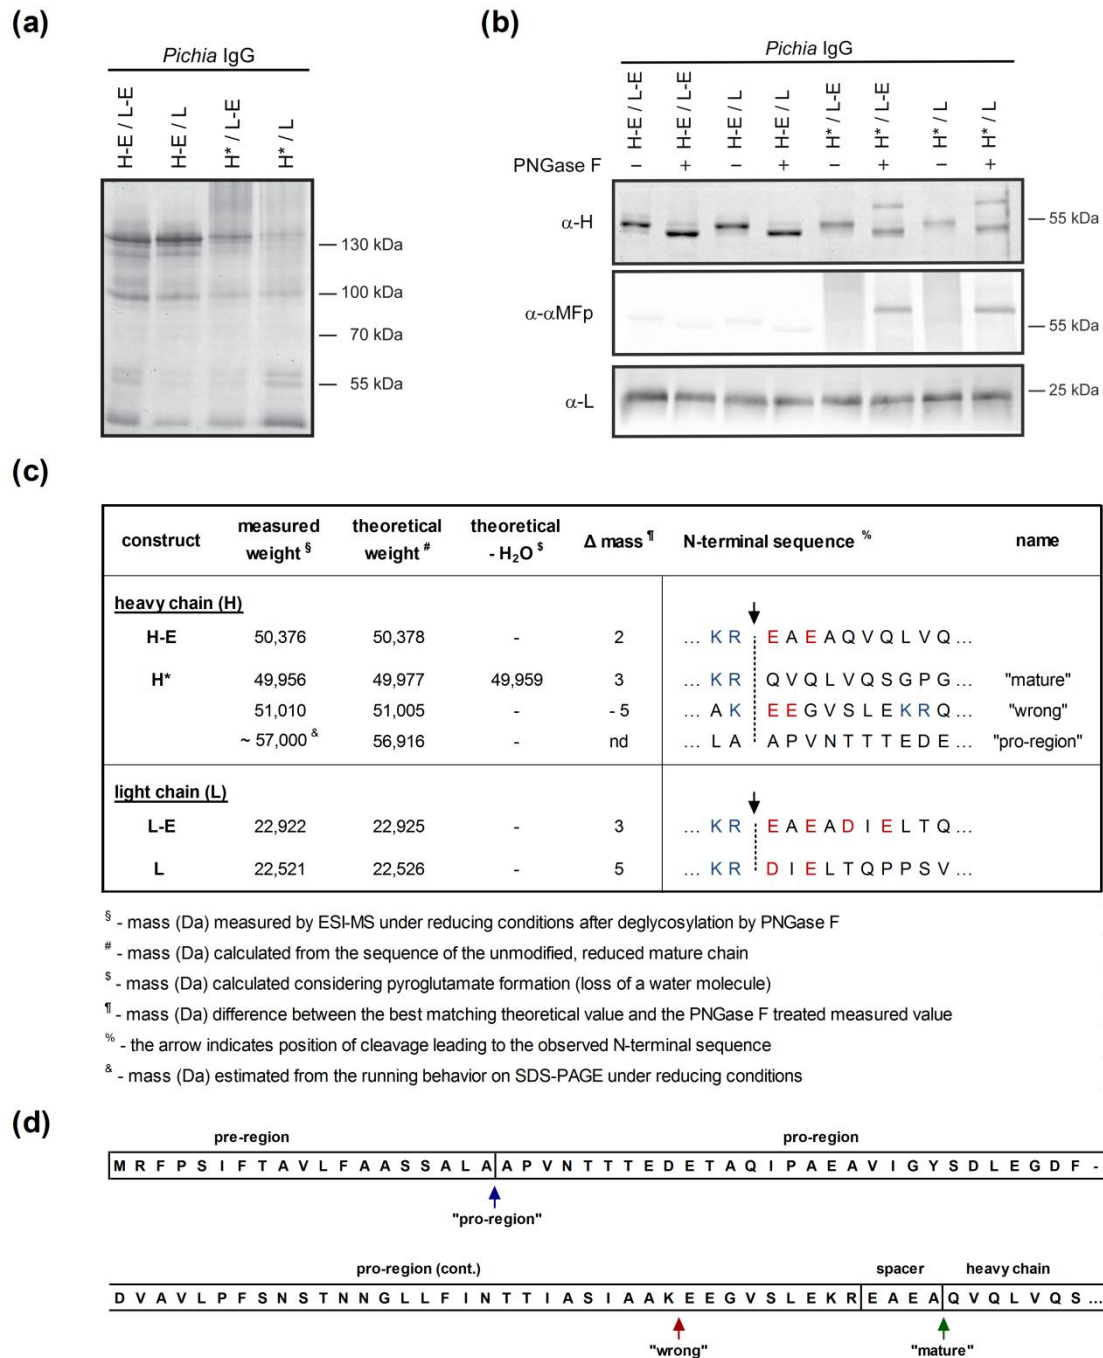 (a)
Pichia IgG
H-E / L-E
H-E / L
H* / L-E
H* / L
130 kDa
100 kDa
70 kDa
55 kDa
(b)
Pichia IgG
H-E / L-E
H-E / L-E
H-E / L
H-E / L
H* / L-E
H* / L-E
H* / L
H* / L
PNGase F − + − + − + − +
α-H
55 kDa
α-αMFp
55 kDa
α-L
25 kDa
(c)
construct measured weight § theoretical weight # theoretical - H₂O $ Δ mass ¶ N-terminal sequence % name
heavy chain (H)
H-E 50,376 50,378 - 2 ... K R E A E A Q V Q L V Q ...
H* 49,956 49,977 49,959 3 ... K R Q V Q L V Q S G P G ... "mature"
51,010 51,005 - - 5 ... A K E E G V S L E K R Q ... "wrong"
~ 57,000 & 56,916 - nd ... L A A P V N T T T E D E ... "pro-region"
light chain (L)
L-E 22,922 22,925 - 3 ... K R E A E A D I E L T Q ...
L 22,521 22,526 - 5 ... K R D I E L T Q P P S V ...
§ - mass (Da) measured by ESI-MS under reducing conditions after deglycosylation by PNGase F
# - mass (Da) calculated from the sequence of the unmodified, reduced mature chain
$ - mass (Da) calculated considering pyroglutamate formation (loss of a water molecule)
¶ - mass (Da) difference between the best matching theoretical value and the PNGase F treated measured value
% - the arrow indicates position of cleavage leading to the observed N-terminal sequence
& - mass (Da) estimated from the running behavior on SDS-PAGE under reducing conditions
(d)
pre-region pro-region
M R F P S I F T A V L F A A S S A L A A P V N T T T E D E T A Q I P A E A V I G Y S D L E G D F -
"pro-region"
pro-region (cont.) spacer heavy chain
D V A V L P F S N S T N N G L L F I N T T I A S I A A K E E G V S L E K R E A E A Q V Q L V Q S ...
"wrong" "mature"